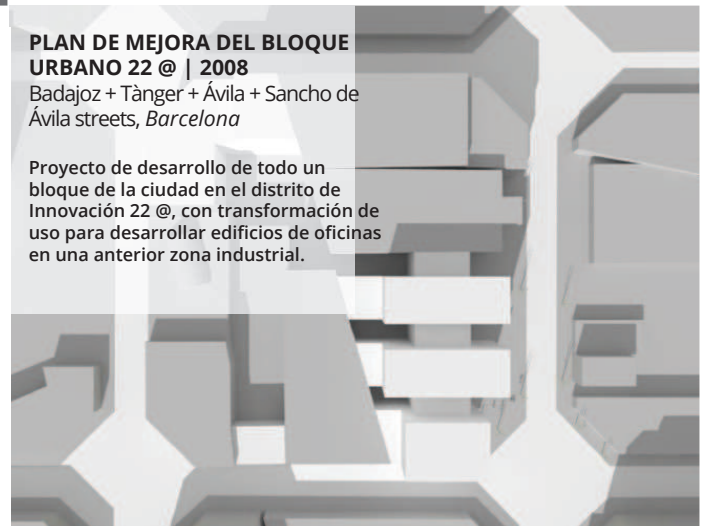 PLAN DE MEJORA DEL BLOQUE
URBANO 22 @ | 2008
Badajoz + Tànger + Ávila + Sancho de
Ávila streets, Barcelona
Proyecto de desarrollo de todo un
bloque de la ciudad en el distrito de
Innovación 22 @, con transformación de
uso para desarrollar edificios de oficinas
en una anterior zona industrial.